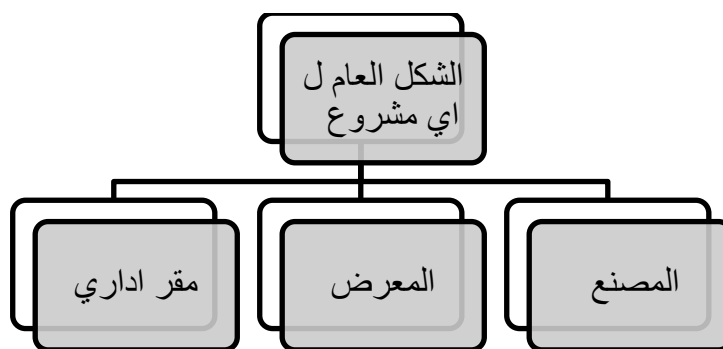 الشكل العام ل
اي مشروع
المصنع
المعرض
مقر اداري